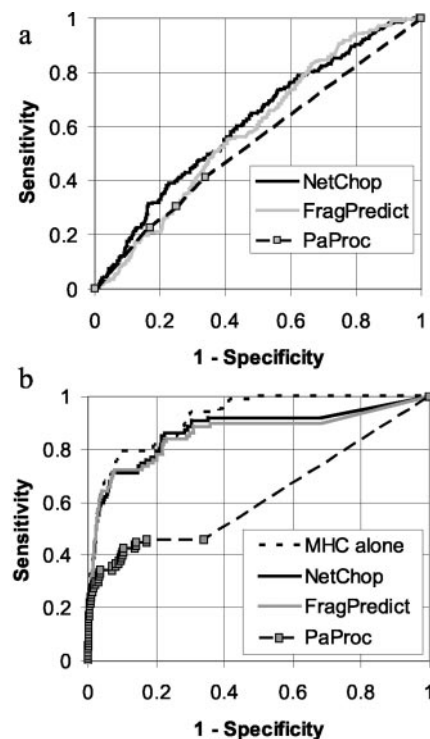 a
1
0.8
0.6
0.4
0.2
0
Sensitivity
NetChop
FragPredict
PaProc
0 0.2 0.4 0.6 0.8 1
1 - Specificity
b
1
0.8
0.6
0.4
0.2
0
Sensitivity
MHC alone
NetChop
FragPredict
PaProc
0 0.2 0.4 0.6 0.8 1
1 - Specificity